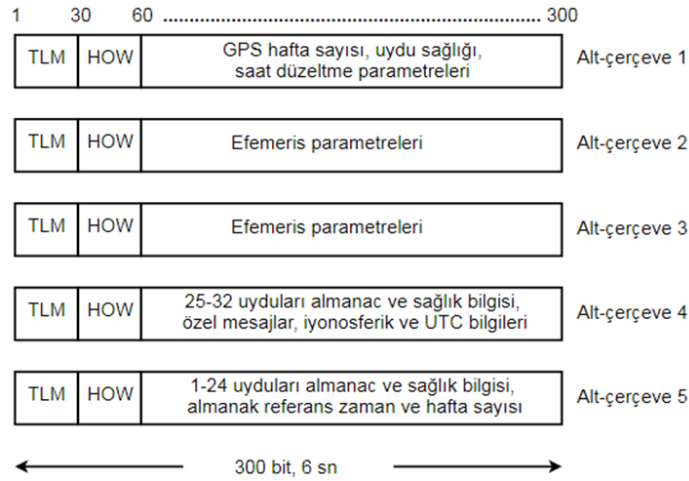 1 30 60 ........................................................................ 300
TLM HOW GPS hafta sayısı, uydu sağlığı,
saat düzeltme parametreleri Alt-çerçeve 1
TLM HOW Efemeris parametreleri Alt-çerçeve 2
TLM HOW Efemeris parametreleri Alt-çerçeve 3
TLM HOW 25-32 uyduları almanac ve sağlık bilgisi,
özel mesajlar, iyonosferik ve UTC bilgileri Alt-çerçeve 4
TLM HOW 1-24 uyduları almanac ve sağlık bilgisi,
almanak referans zaman ve hafta sayısı Alt-çerçeve 5
300 bit, 6 sn